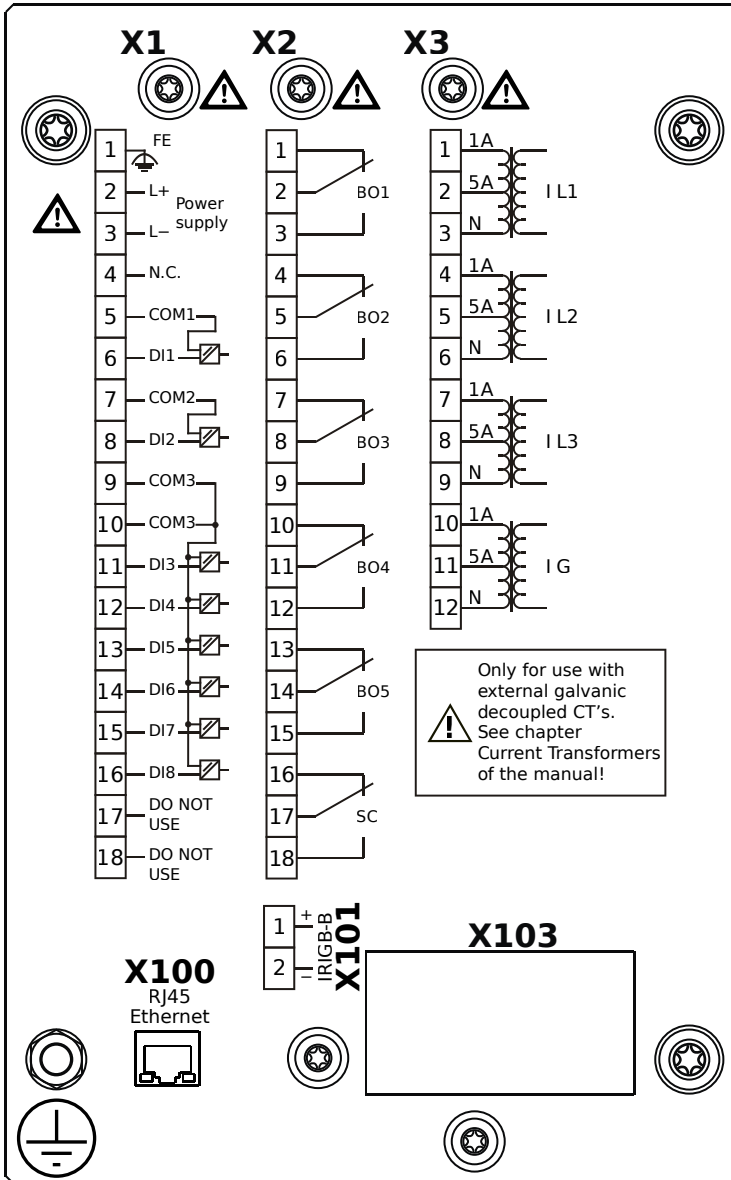 X1
X2
X3
1
FE
2
L+
Power
supply
3
L−
4
N.C.
5
COM1
6
DI1
7
COM2
8
DI2
9
COM3
10
COM3
11
DI3
12
DI4
13
DI5
14
DI6
15
DI7
16
DI8
17
DO NOT
USE
18
DO NOT
USE
1
2
BO1
3
4
5
BO2
6
7
8
BO3
9
10
11
BO4
12
13
14
BO5
15
16
17
SC
18
1
1A
2
5A
I L1
3
N
4
1A
5
5A
I L2
6
N
7
1A
8
5A
I L3
9
N
10
1A
11
5A
I G
12
N
Only for use with
external galvanic
decoupled CT's.
See chapter
Current Transformers
of the manual!
1
+
2
−
IRIGB-B
X101
X103
X100
RJ45
Ethernet